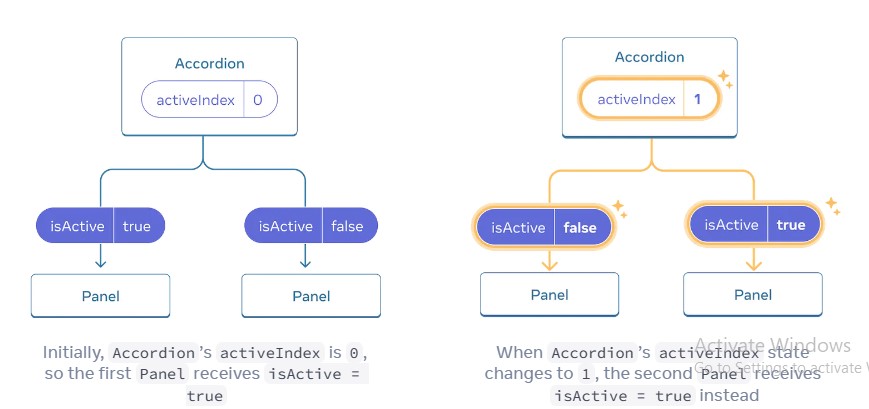 Accordion
activeIndex 0
isActive true
isActive false
Panel
Panel
Initially, Accordion's activeIndex is 0,
so the first Panel receives isActive =
true
Accordion
activeIndex 1
isActive false
isActive true
Panel
Panel
When Accordion's activeIndex state
changes to 1, the second Panel receives
isActive = true instead
Activate Windows
Go to Settings to activate